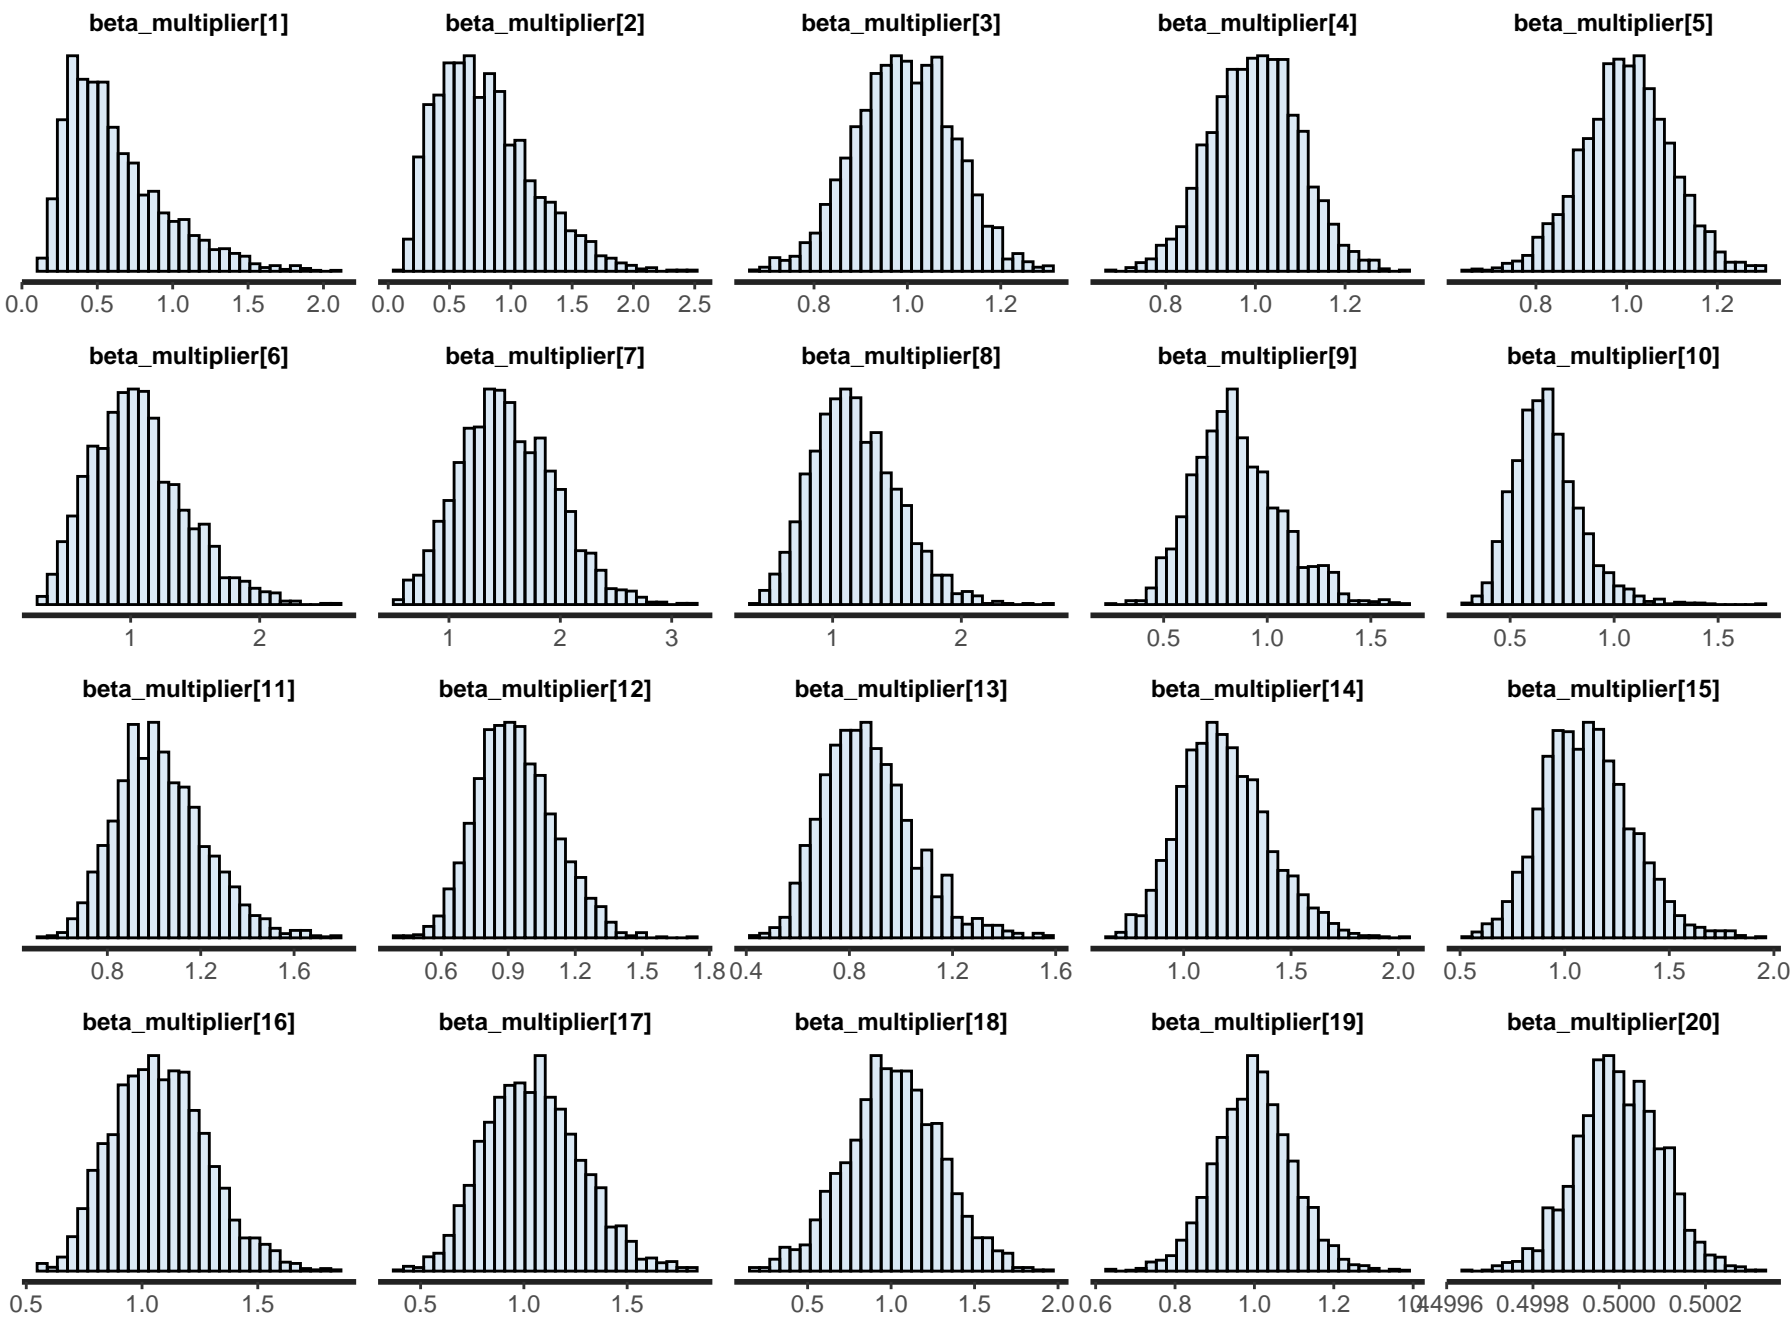 beta_multiplier[1] beta_multiplier[2] beta_multiplier[3] beta_multiplier[4] beta_multiplier[5]
0.0 0.5 1.0 1.5 2.0 0.0 0.5 1.0 1.5 2.0 2.5 0.8 1.0 1.2 0.8 1.0 1.2 0.8 1.0 1.2
beta_multiplier[6] beta_multiplier[7] beta_multiplier[8] beta_multiplier[9] beta_multiplier[10]
1 2 1 2 3 1 2 0.5 1.0 1.5 0.5 1.0 1.5
beta_multiplier[11] beta_multiplier[12] beta_multiplier[13] beta_multiplier[14] beta_multiplier[15]
0.8 1.2 1.6 0.6 0.9 1.2 1.5 1.8 0.4 0.8 1.2 1.6 1.0 1.5 2.0 0.5 1.0 1.5 2.0
beta_multiplier[16] beta_multiplier[17] beta_multiplier[18] beta_multiplier[19] beta_multiplier[20]
0.5 1.0 1.5 0.5 1.0 1.5 0.5 1.0 1.5 2.0 0.6 0.8 1.0 1.2 1.4 0.4996 0.4998 0.5000 0.5002